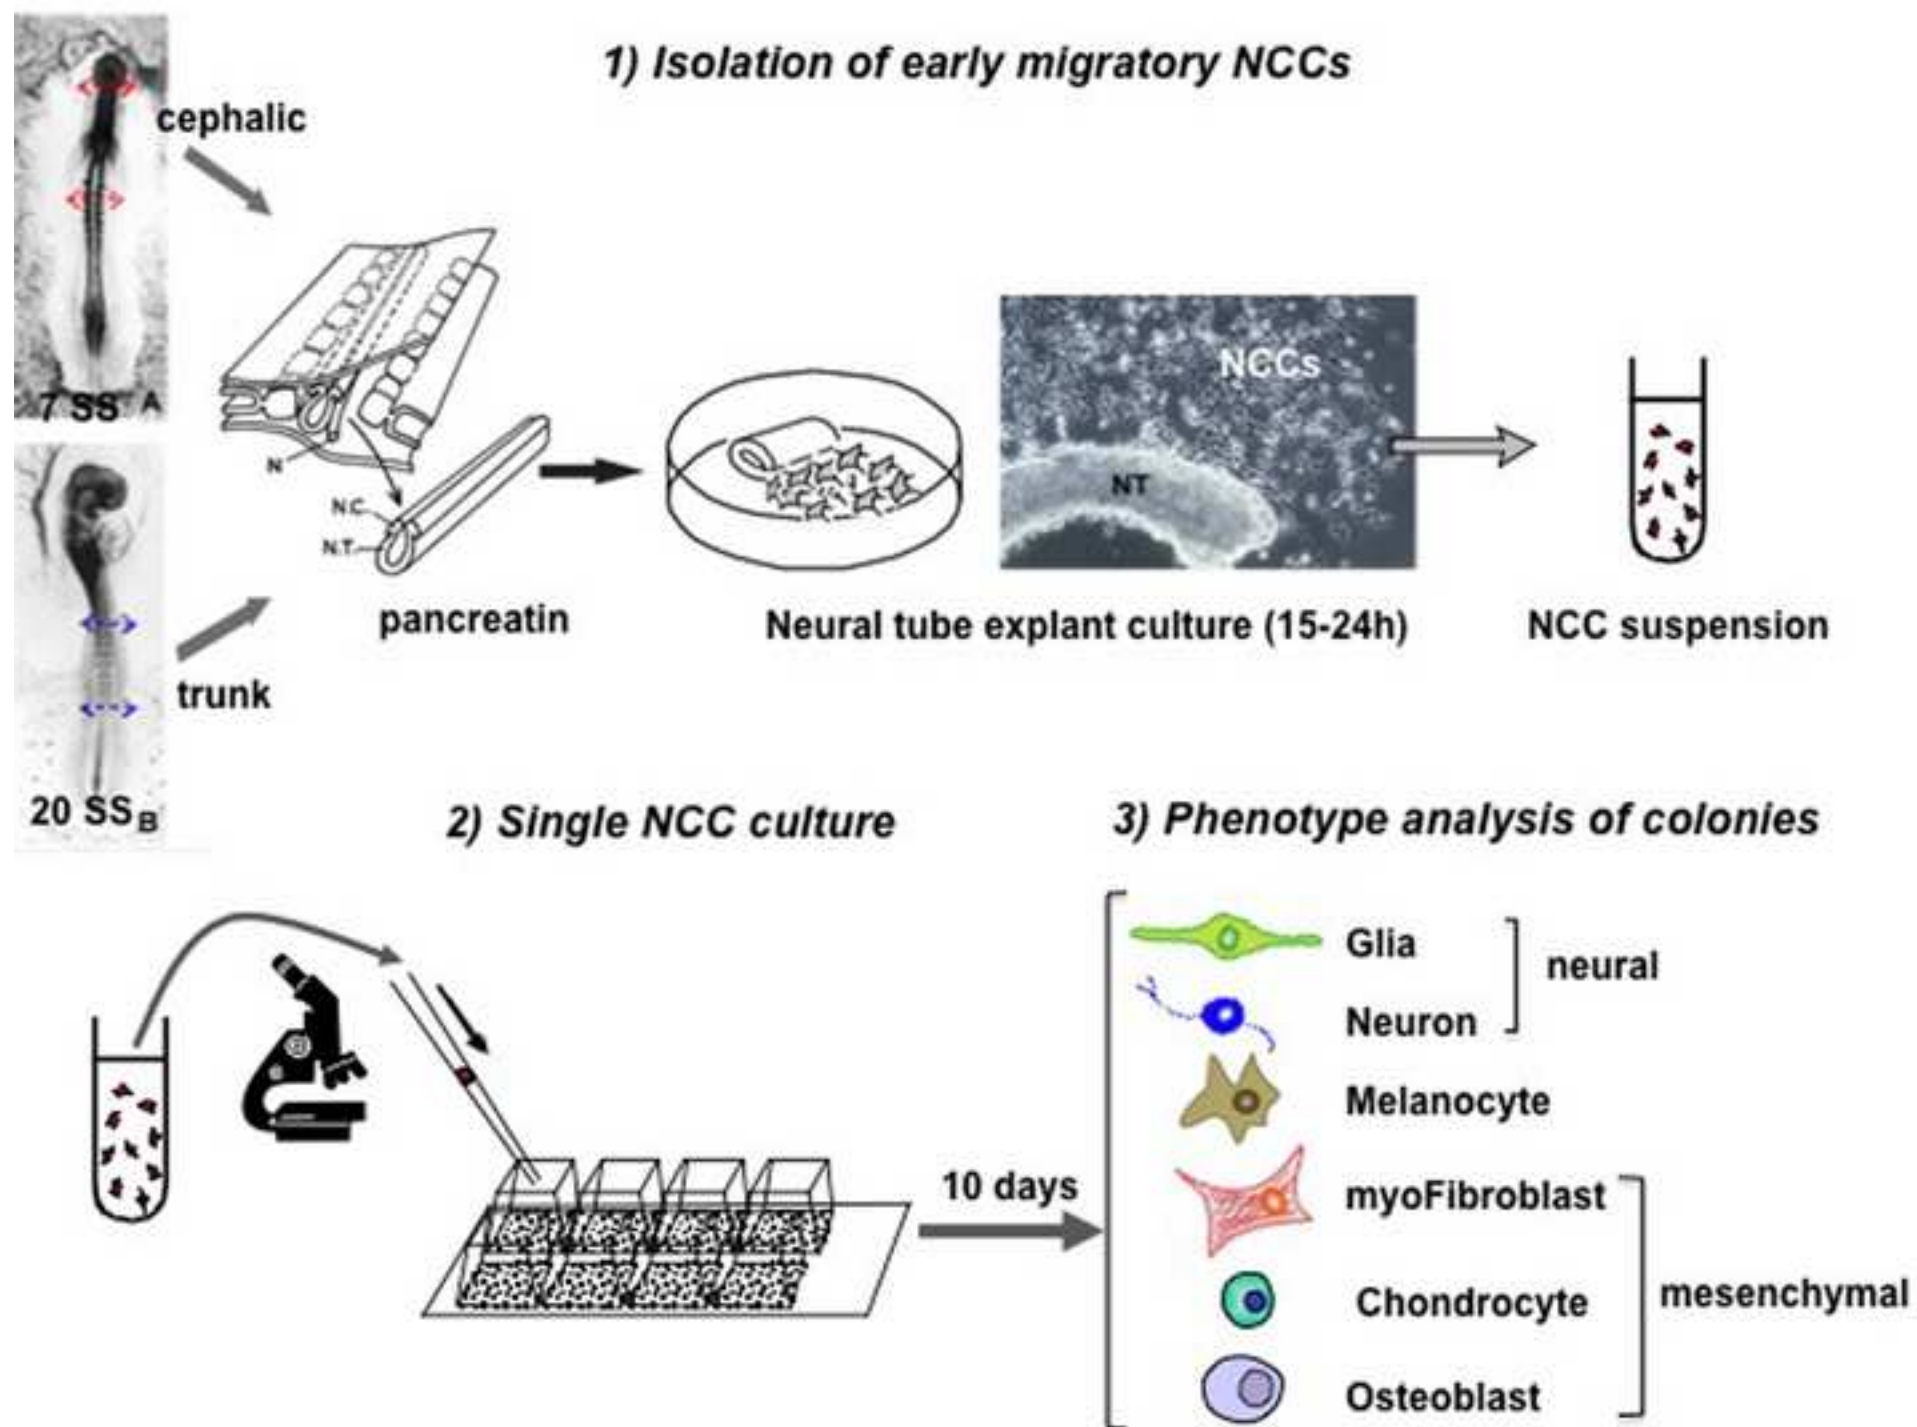 1) Isolation of early migratory NCCs
cephalic
7 SS A
N
N.C.
N.T.
NCCs
NT
pancreatin
Neural tube explant culture (15-24h)
NCC suspension
trunk
20 SS B
2) Single NCC culture
3) Phenotype analysis of colonies
Glia
neural
Neuron
Melanocyte
10 days
myoFibroblast
Chondrocyte
mesenchymal
Osteoblast